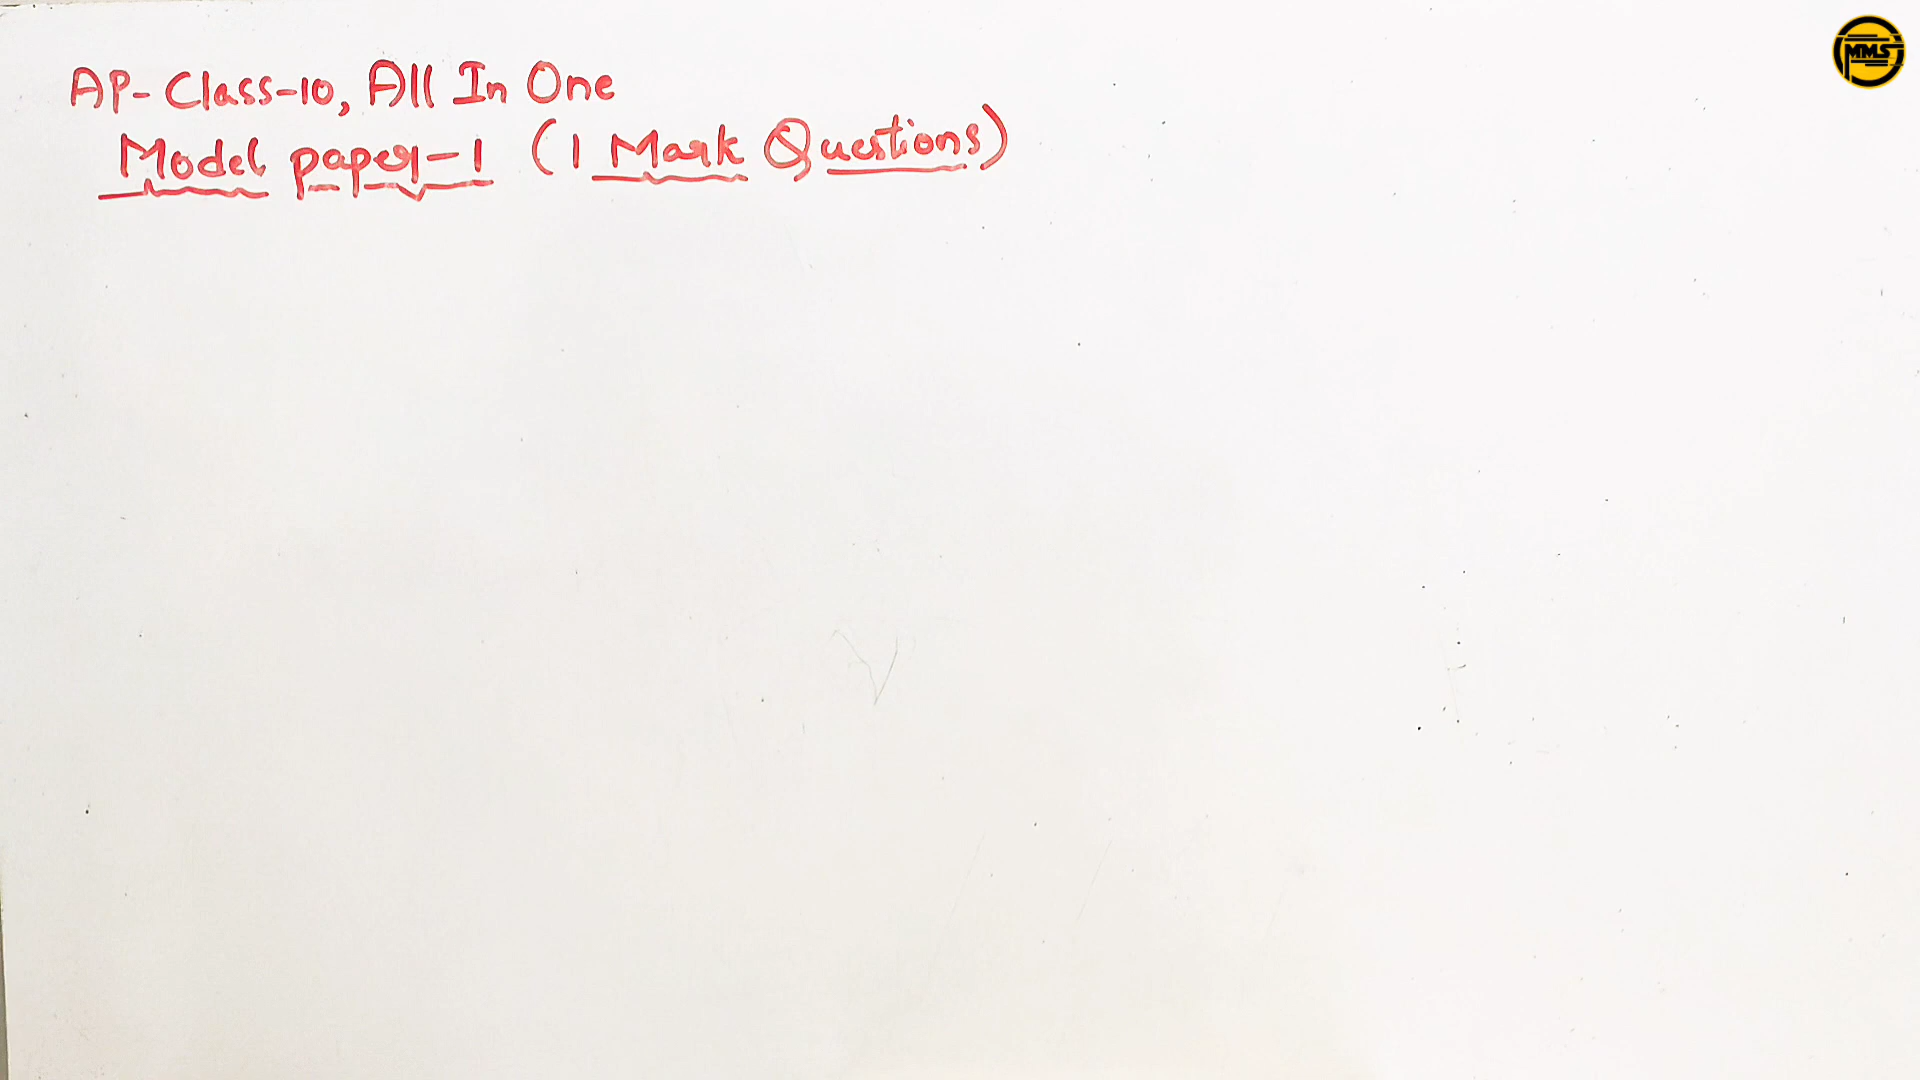 AP-Class-10, All In One
Model paper-1 (1 Mark Questions)
MMS